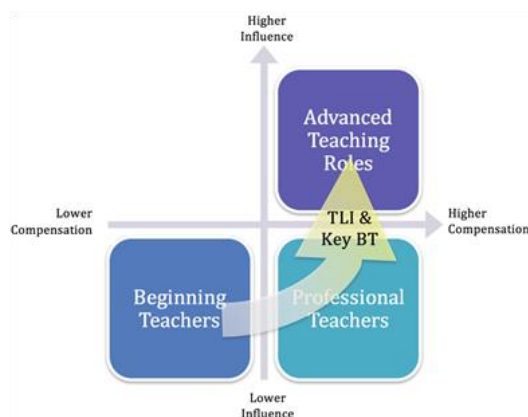 Higher
Influence
Advanced
Teaching
Roles
Lower
Compensation
TLI &
Key BT
Higher
Compensation
Beginning
Teachers
Professional
Teachers
Lower
Influence